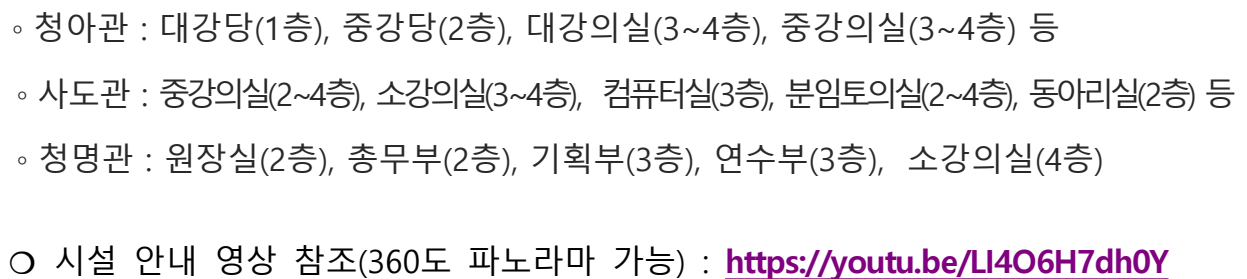 ◦ 청아관 : 대강당(1층), 중강당(2층), 대강의실(3~4층), 중강의실(3~4층) 등
◦ 사도관 : 중강의실(2~4층), 소강의실(3~4층), 컴퓨터실(3층), 분임토의실(2~4층), 동아리실(2층) 등
◦ 청명관 : 원장실(2층), 총무부(2층), 기획부(3층), 연수부(3층), 소강의실(4층)
❍ 시설 안내 영상 참조(360도 파노라마 가능) : https://youtu.be/LI4O6H7dh0Y